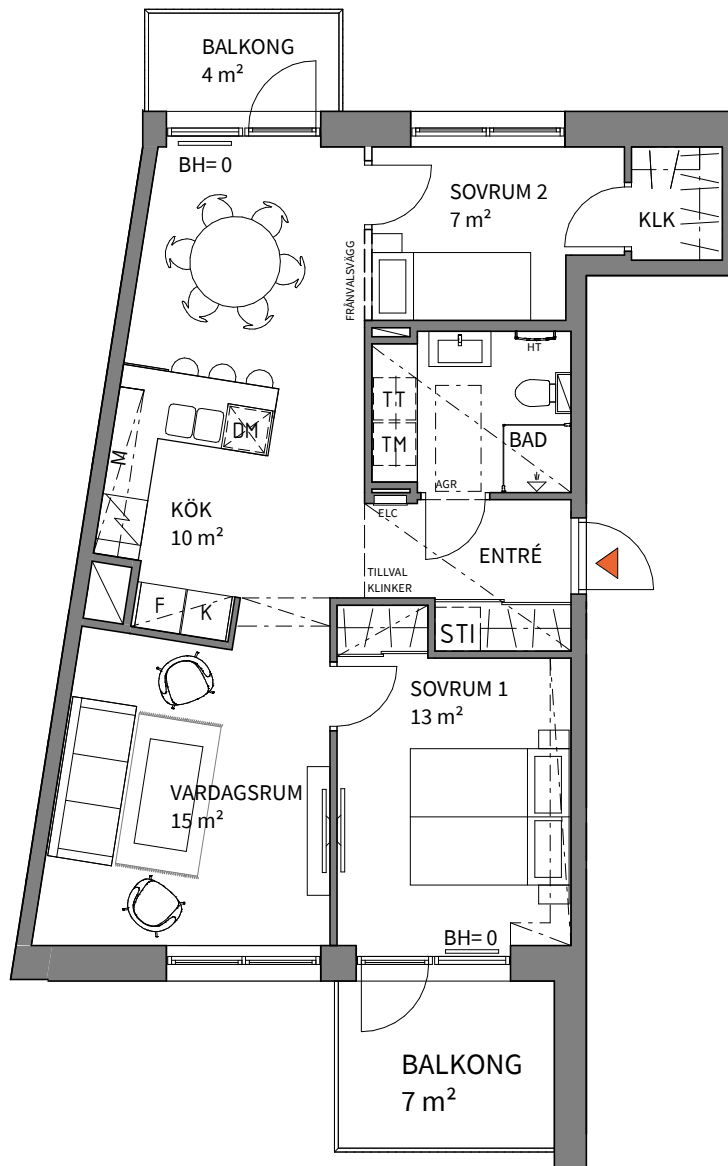 BALKONG
4 m²
BH= 0
SOVRUM 2
7 m²
KLK
FRÅNVALSVÄGG
HT
TT
TM
BAD
DM
M
AGR
ELC
KÖK
10 m²
ENTRÉ
TILLVAL
KLINKER
F
K
STI
SOVRUM 1
13 m²
VARDAGSRUM
15 m²
BH= 0
BALKONG
7 m²